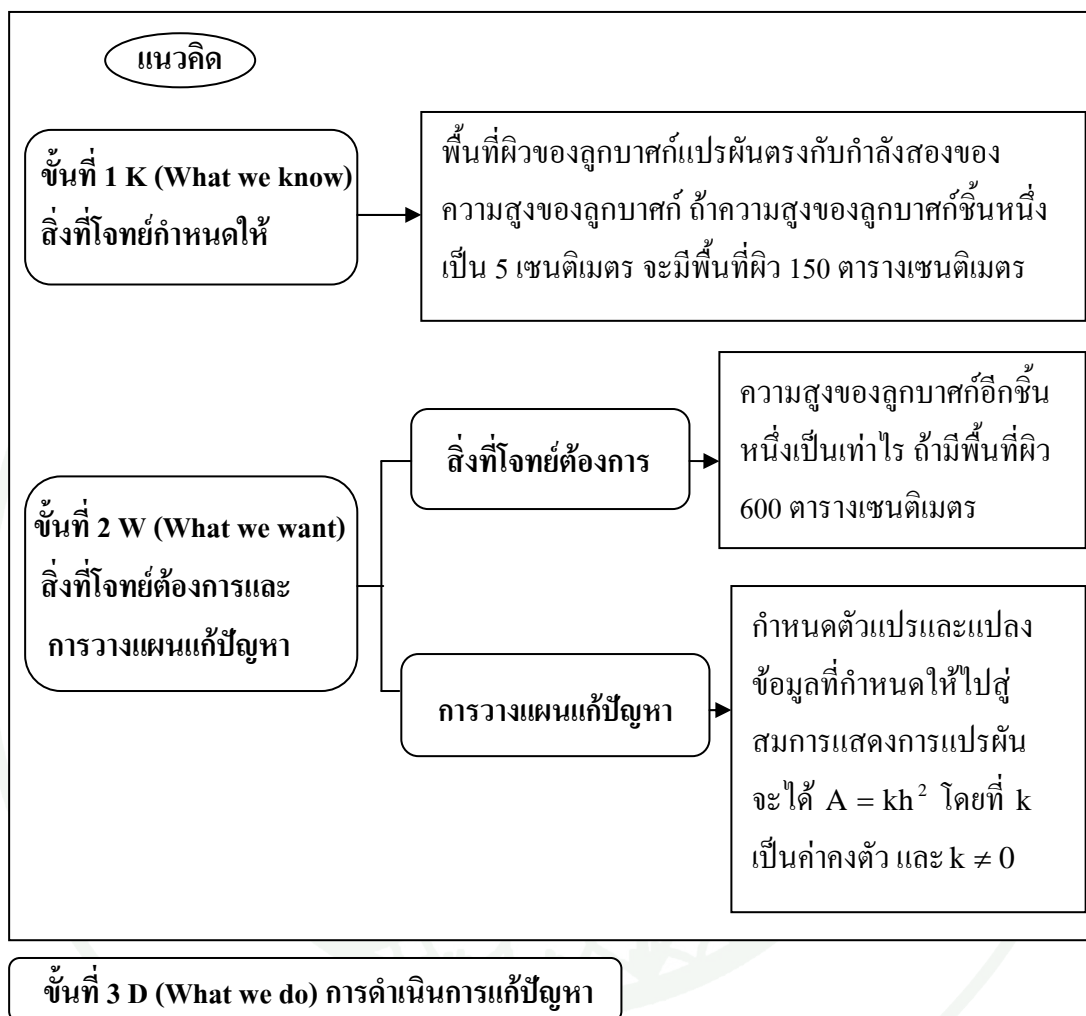 แนวคิด
ขั้นที่ 1 K (What we know)
สิ่งที่โจทย์กำหนดให้
พื้นที่ผิวของลูกบาศก์แปรผันตรงกับกำลังสองของ
ความสูงของลูกบาศก์ ถ้าความสูงของลูกบาศก์ชิ้นหนึ่ง
เป็น 5 เซนติเมตร จะมีพื้นที่ผิว 150 ตารางเซนติเมตร
ขั้นที่ 2 W (What we want)
สิ่งที่โจทย์ต้องการและ
การวางแผนแก้ปัญหา
สิ่งที่โจทย์ต้องการ
ความสูงของลูกบาศก์อีกชิ้น
หนึ่งเป็นเท่าไร ถ้ามีพื้นที่ผิว
600 ตารางเซนติเมตร
การวางแผนแก้ปัญหา
กำหนดตัวแปรและแปลง
ข้อมูลที่กำหนดให้ไปสู่
สมการแสดงการแปรผัน
จะได้ A = kh² โดยที่ k
เป็นค่าคงตัว และ k ≠ 0
ขั้นที่ 3 D (What we do) การดำเนินการแก้ปัญหา